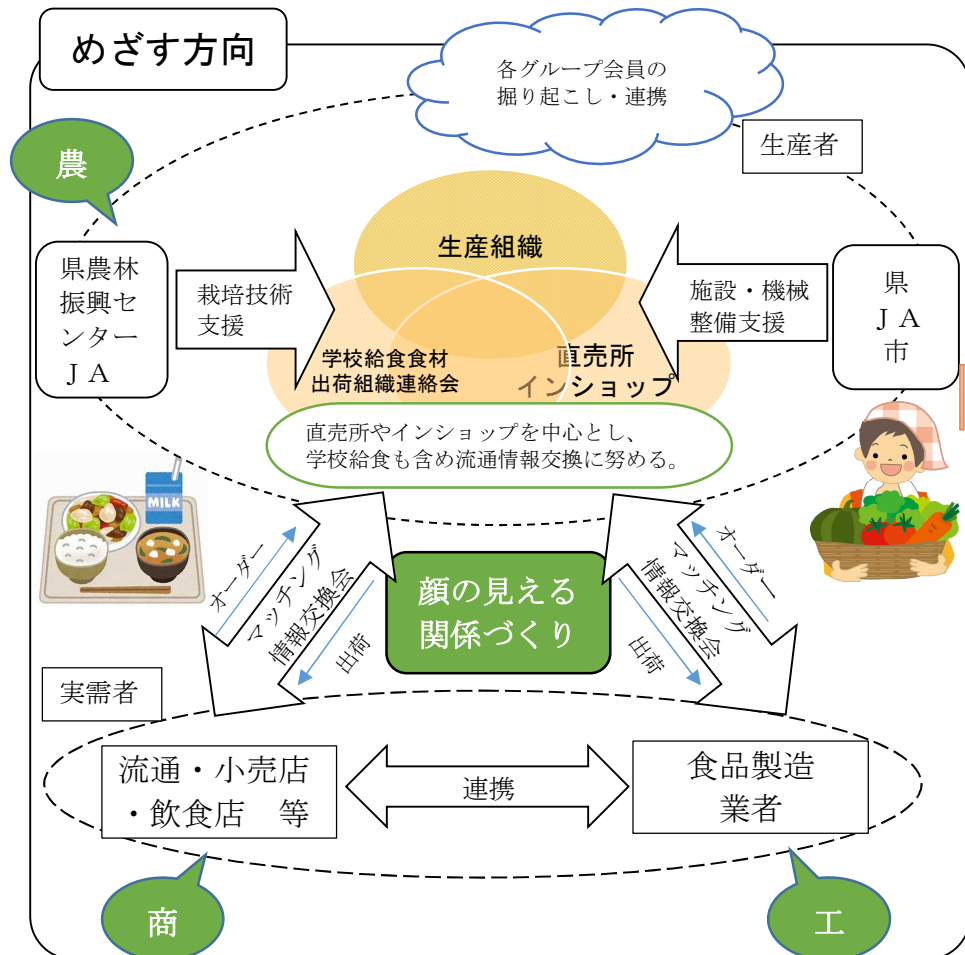 めざす方向
各グループ会員の
掘り起こし・連携
生産者
農
生産組織
県農林
振興セ
ンター
ＪＡ
栽培技術
支援
施設・機械
整備支援
県
ＪＡ
市
学校給食食材
出荷組織連絡会
直売所
インショップ
直売所やインショップを中心とし、
学校給食も含め流通情報交換に努める。
MILK
オーダー
マッチング
情報交換会
出荷
顔の見える
関係づくり
オーダー
マッチング
情報交換会
出荷
実需者
流通・小売店
・飲食店　等
連携
食品製造
業者
商
工